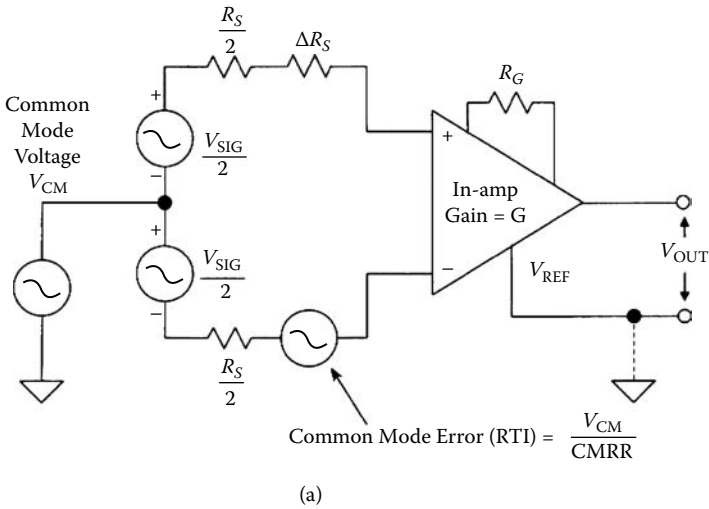 R_S
2
ΔR_S
R_G
Common
Mode
Voltage
V_CM
+
V_SIG
2
−
+
In-amp
Gain = G
+
V_SIG
2
−
−
V_REF
V_OUT
R_S
2
Common Mode Error (RTI) = V_CM
CMRR
(a)